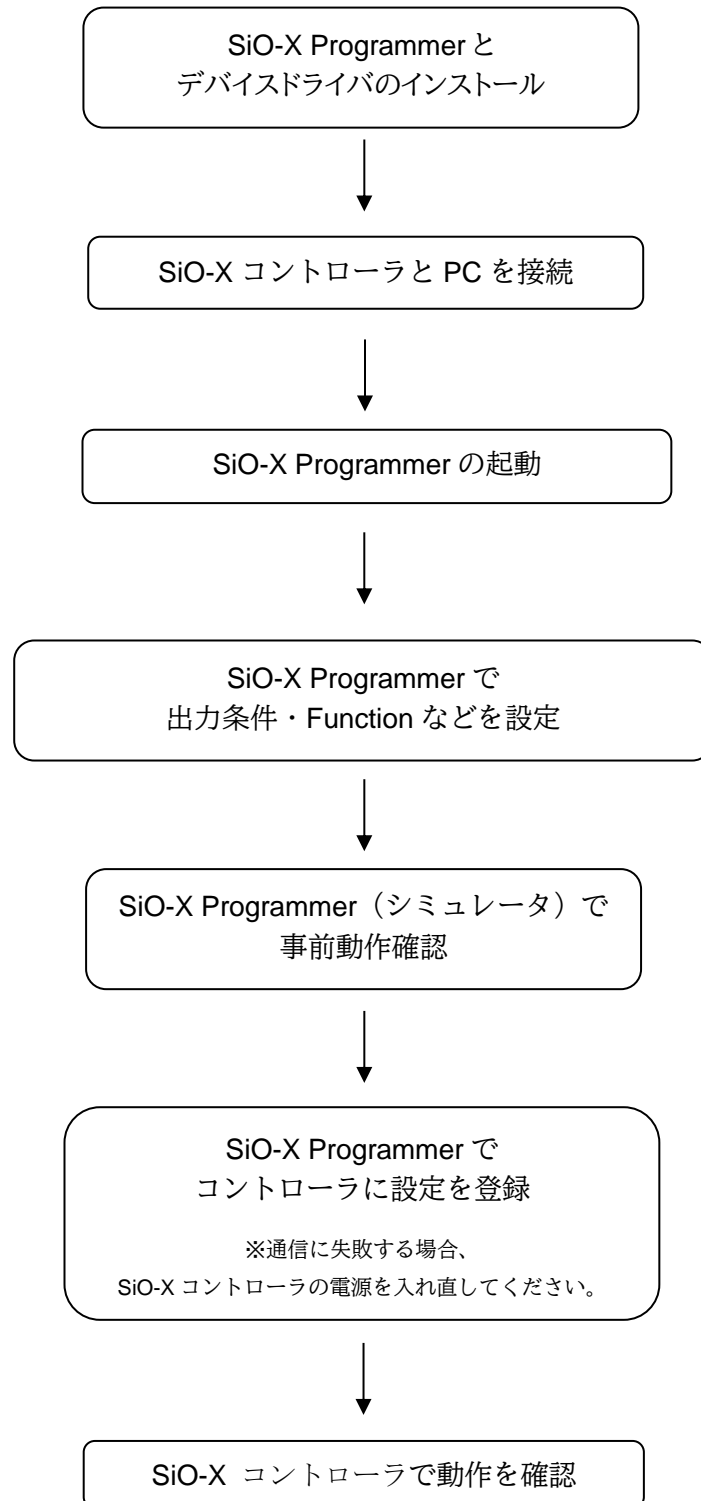 SiO-X Programmer と
デバイスドライバのインストール
SiO-X コントローラと PC を接続
SiO-X Programmer の起動
SiO-X Programmer で
出力条件・Function などを設定
SiO-X Programmer（シミュレータ）で
事前動作確認
SiO-X Programmer で
コントローラに設定を登録
※通信に失敗する場合、
SiO-X コントローラの電源を入れ直してください。
SiO-X コントローラで動作を確認